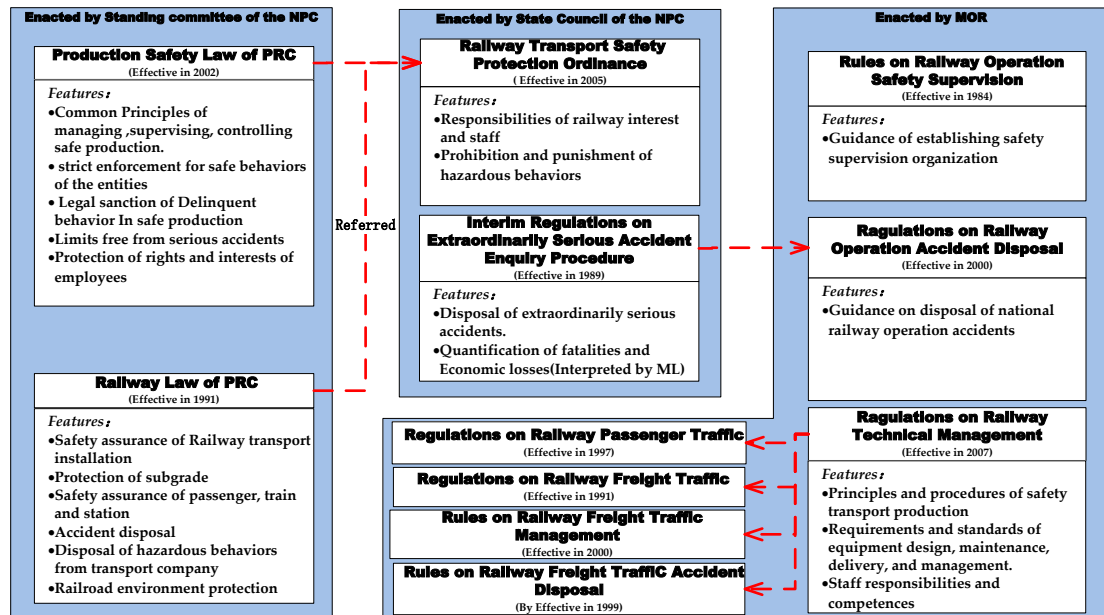 Enacted by Standing committee of the NPC
Production Safety Law of PRC
(Effective in 2002)
Features：
•Common Principles of
managing ,supervising, controlling
safe production.
• strict enforcement for safe behaviors
of the entities
• Legal sanction of Delinquent
behavior In safe production
•Limits free from serious accidents
•Protection of rights and interests of
employees
Railway Law of PRC
(Effective in 1991)
Features：
•Safety assurance of Railway transport
installation
•Protection of subgrade
•Safety assurance of passenger, train
and station
•Accident disposal
•Disposal of hazardous behaviors
from transport company
•Railroad environment protection
Referred
Enacted by State Council of the NPC
Railway Transport Safety
Protection Ordinance
( Effective in 2005)
Features：
•Responsibilities of railway interest
and staff
•Prohibition and punishment of
hazardous behaviors
Interim Regulations on
Extraordinarily Serious Accident
Enquiry Procedure
(Effective in 1989)
Features：
•Disposal of extraordinarily serious
accidents.
•Quantification of fatalities and
Economic losses(Interpreted by ML)
Enacted by MOR
Rules on Railway Operation
Safety Supervision
(Effective in 1984)
Features：
•Guidance of establishing safety
supervision organization
Ragulations on Railway
Operation Accident Disposal
(Effective in 2000)
Features：
•Guidance on disposal of national
railway operation accidents
Ragulations on Railway
Technical Management
(Effective in 2007)
Features：
•Principles and procedures of safety
transport production
•Requirements and standards of
equipment design, maintenance,
delivery, and management.
•Staff responsibilities and
competences
Regulations on Railway Passenger Traffic
(Effective in 1997)
Regulations on Railway Freight Traffic
(Effective in 1991)
Rules on Railway Freight Traffic
Management
(Effective in 2000)
Rules on Railway Freight TraffiC Accident
Disposal
(By Effective in 1999)